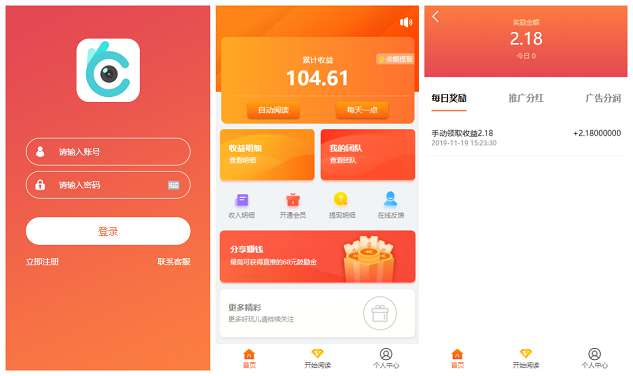 请输入账号
请输入密码
登录
立即注册
联系客服
累计收益
104.61
自动阅读
每天一点
收益明细
查看明细
我的团队
查看团队
收入明细
开通会员
提现明细
在线反馈
分享赚钱
最高可获得直推的68元鼓励金
更多精彩
更多好玩儿请持续关注
首页
开始阅读
个人中心
奖励金额
2.18
今日 0
每日奖励
推广分红
广告分润
手动领取收益2.18
+2.18000000
2019-11-19 15:23:30
首页
开始阅读
个人中心